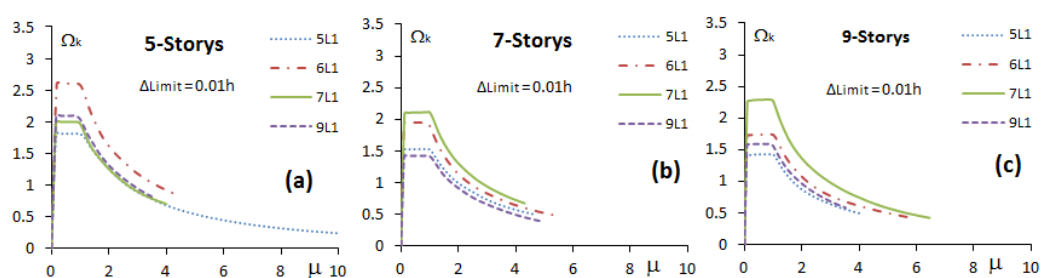 3.5
3
2.5
2
1.5
1
0.5
0
0
2
4
6
8
10
Ωk
5-Storys
ΔLimit = 0.01h
5L1
6L1
7L1
9L1
(a)
μ
3.5
3
2.5
2
1.5
1
0.5
0
0
2
4
6
8
10
Ωk
7-Storys
ΔLimit = 0.01h
5L1
6L1
7L1
9L1
(b)
μ
3.5
3
2.5
2
1.5
1
0.5
0
0
2
4
6
8
10
Ωk
9-Storys
ΔLimit = 0.01h
5L1
6L1
7L1
9L1
(c)
μ